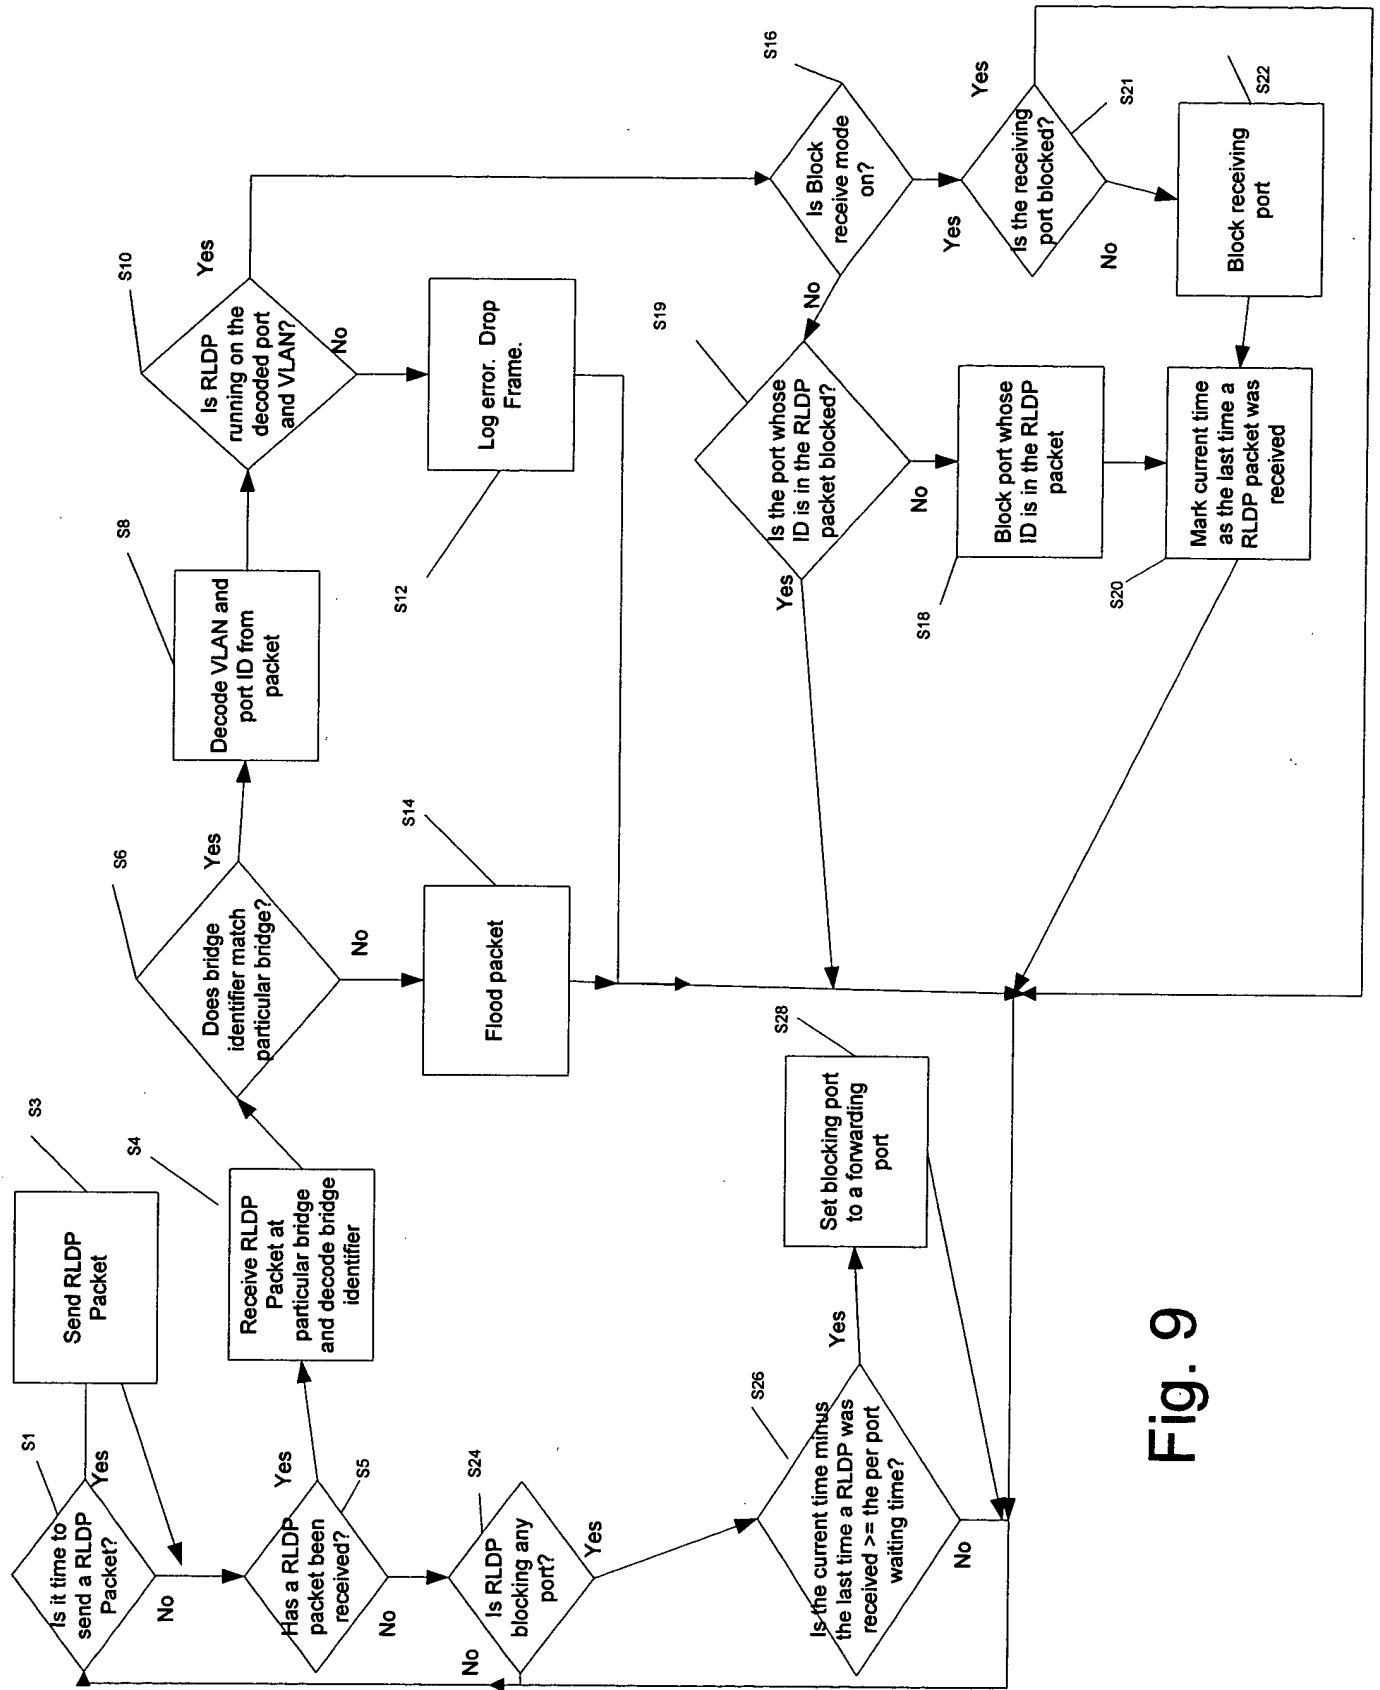 S1
Is it time to
send a RLDP
Packet?
Yes
No
S3
Send RLDP
Packet
S5
Has a RLDP
packet been
received?
Yes
No
S4
Receive RLDP
Packet at
particular bridge
and decode bridge
identifier
S6
Does bridge
identifier match
particular bridge?
Yes
No
S14
Flood packet
S8
Decode VLAN and
port ID from
packet
S10
Is RLDP
running on the
decoded port
and VLAN?
Yes
No
S12
Log error. Drop
Frame.
S16
Is Block
receive mode
on?
No
Yes
S19
Is the port whose
ID is in the RLDP
packet blocked?
Yes
No
S18
Block port whose
ID is in the RLDP
packet
S21
Is the receiving
port blocked?
Yes
No
S22
Block receiving
port
S20
Mark current time
as the last time a
RLDP packet was
received
S24
Is RLDP
blocking any
port?
No
Yes
S26
Is the current time minus
the last time a RLDP was
received >= the per port
waiting time?
Yes
No
S28
Set blocking port
to a forwarding
port
Fig. 9